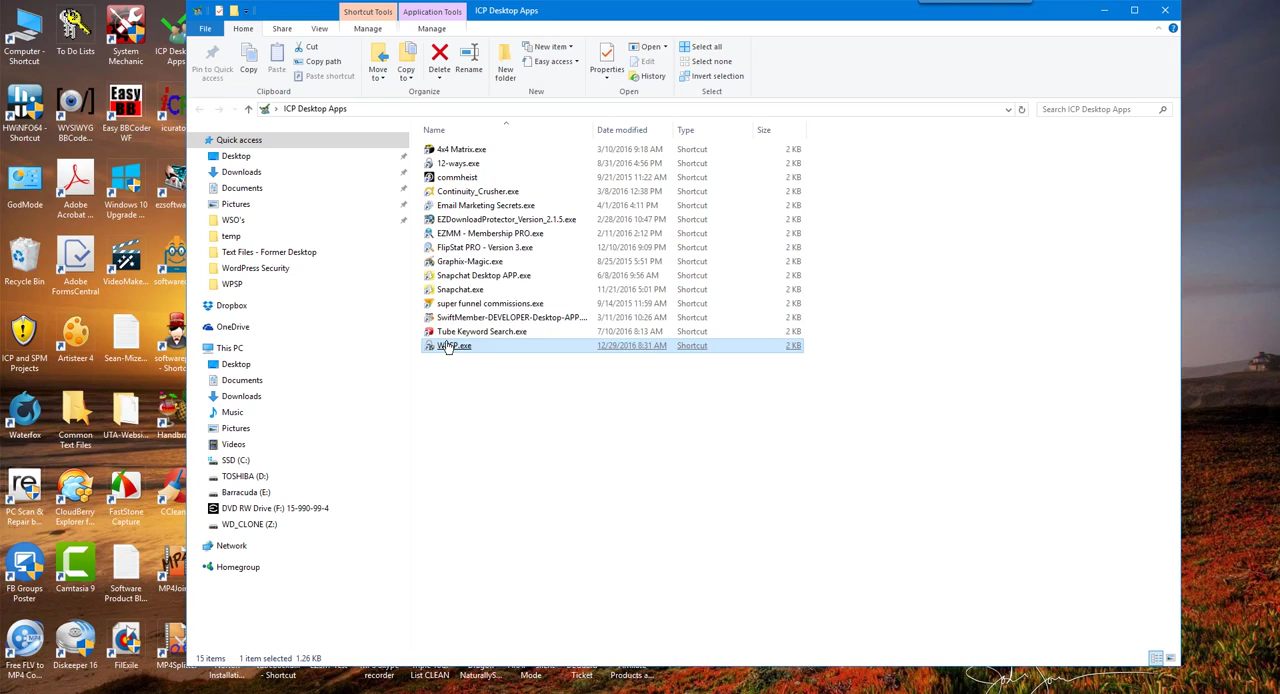 Shortcut Tools
Application Tools
ICP Desktop Apps
File
Home
Share
View
Manage
Manage
Pin to Quick access
Copy
Paste
Cut
Copy path
Paste shortcut
Clipboard
Move to
Copy to
Delete
Rename
Organize
New folder
New item
Easy access
New
Properties
Open
Edit
History
Open
Select all
Select none
Invert selection
Select
ICP Desktop Apps
Search ICP Desktop Apps
Name
Date modified
Type
Size
4x4 Matrix.exe 3/10/2016 9:18 AM Shortcut 2 KB
12-ways.exe 8/31/2016 4:56 PM Shortcut 2 KB
commheist 9/21/2015 11:22 AM Shortcut 2 KB
Continuity_Crusher.exe 3/8/2016 12:38 PM Shortcut 2 KB
Email Marketing Secrets.exe 4/1/2016 4:11 PM Shortcut 2 KB
EZDownloadProtector_Version_2.1.5.exe 2/28/2016 10:47 PM Shortcut 2 KB
EZMM - Membership PRO.exe 2/11/2016 2:12 PM Shortcut 2 KB
FlipStat PRO - Version 3.exe 12/10/2016 9:09 PM Shortcut 2 KB
Graphix-Magic.exe 8/25/2015 5:51 PM Shortcut 2 KB
Snapchat Desktop APP.exe 6/8/2016 9:56 AM Shortcut 2 KB
Snapchat.exe 11/21/2016 5:01 PM Shortcut 2 KB
super funnel commissions.exe 9/14/2015 11:59 AM Shortcut 2 KB
SwiftMember-DEVELOPER-Desktop-APP.... 3/11/2016 10:26 AM Shortcut 2 KB
Tube Keyword Search.exe 7/10/2016 8:13 AM Shortcut 2 KB
WPSP.exe 12/29/2016 8:31 AM Shortcut 2 KB
Quick access
Desktop
Downloads
Documents
Pictures
WSO's
temp
Text Files - Former Desktop
WordPress Security
WPSP
Dropbox
OneDrive
This PC
Desktop
Documents
Downloads
Music
Pictures
Videos
SSD (C:)
TOSHIBA (D:)
Barracuda (E:)
DVD RW Drive (F:) 15-990-99-4
WD_CLONE (Z:)
Network
Homegroup
15 items
1 item selected 1.26 KB
Computer - Shortcut
To Do Lists
System Mechanic
ICP Desk
Apps
HWiNFO64 - Shortcut
WYSIWYG BBCode...
Easy BB
Easy BBCoder WF
icurato
GodMode
Adobe Acrobat ...
Windows 10 Upgrade ...
ezsoftwa
Recycle Bin
Adobe FormsCentral
VideoMake...
software
ICP and SPM Projects
Artisteer 4
Sean-Mize...
software
- Shortc
Waterfox
Common Text Files
UTA-Websi...
Handbra
re
PC Scan & Repair b...
CloudBerry Explorer f...
FastStone Capture
CClean
FB Groups Poster
Camtasia 9
Software Product Bl...
MP4Join
Free FLV to MP4 Co...
Diskeeper 16
FilExile
MP4Spli
Installati...
- Shortcut
recorder
List CLEAN
NaturallyS...
Mode
Ticket
Products a...